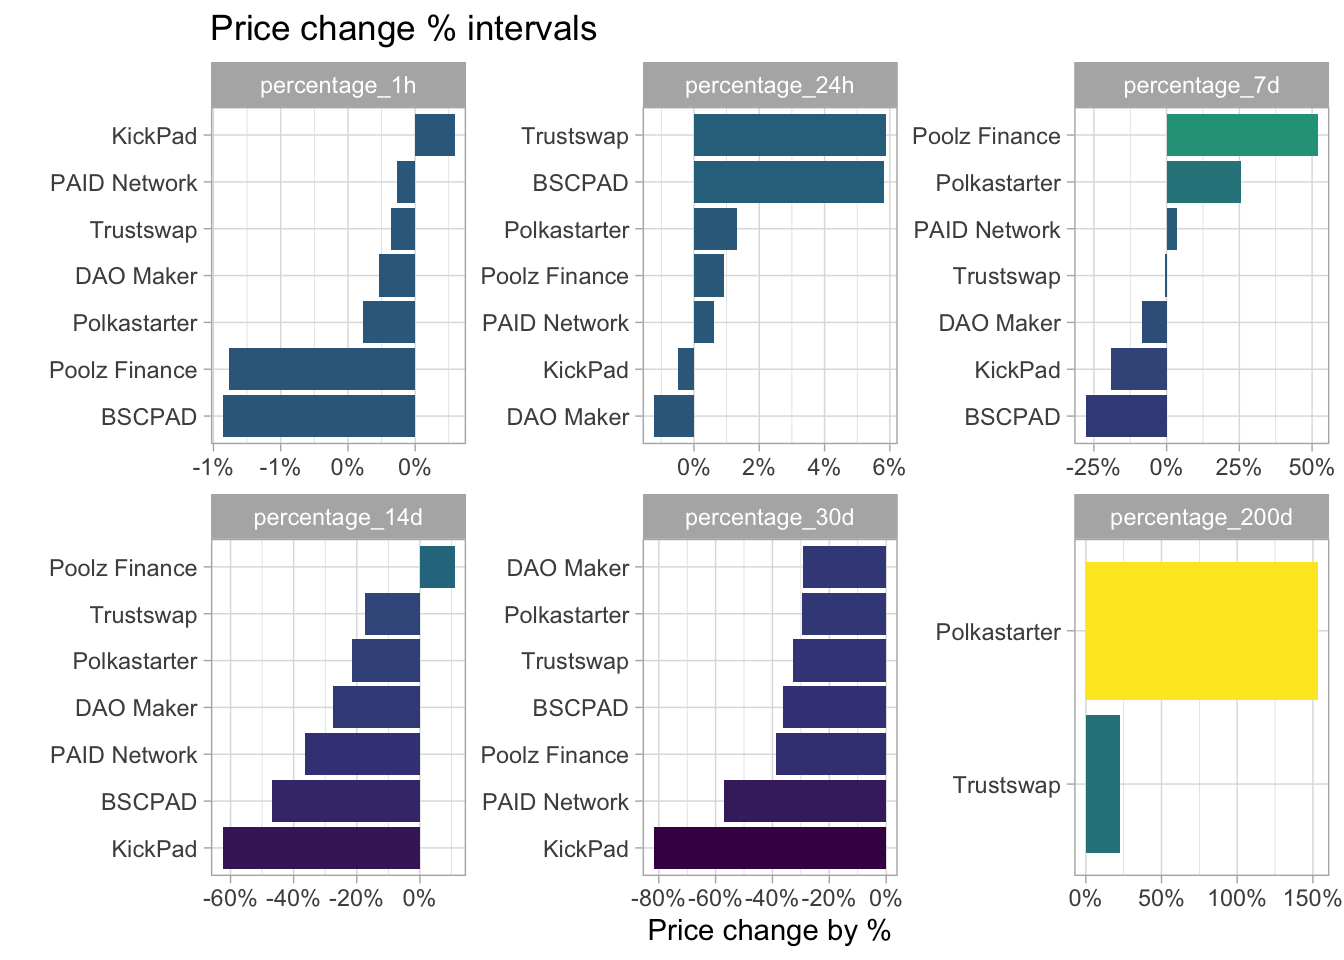 Price change % intervals
percentage_1h
KickPad
PAID Network
Trustswap
DAO Maker
Polkastarter
Poolz Finance
BSCPAD
-1% -1% 0% 0%
percentage_24h
Trustswap
BSCPAD
Polkastarter
Poolz Finance
PAID Network
KickPad
DAO Maker
0% 2% 4% 6%
percentage_7d
Poolz Finance
Polkastarter
PAID Network
Trustswap
DAO Maker
KickPad
BSCPAD
-25% 0% 25% 50%
percentage_14d
Poolz Finance
Trustswap
Polkastarter
DAO Maker
PAID Network
BSCPAD
KickPad
-60% -40% -20% 0%
percentage_30d
DAO Maker
Polkastarter
Trustswap
BSCPAD
Poolz Finance
PAID Network
KickPad
-80% -60% -40% -20% 0%
percentage_200d
Polkastarter
Trustswap
0% 50% 100% 150%
Price change by %